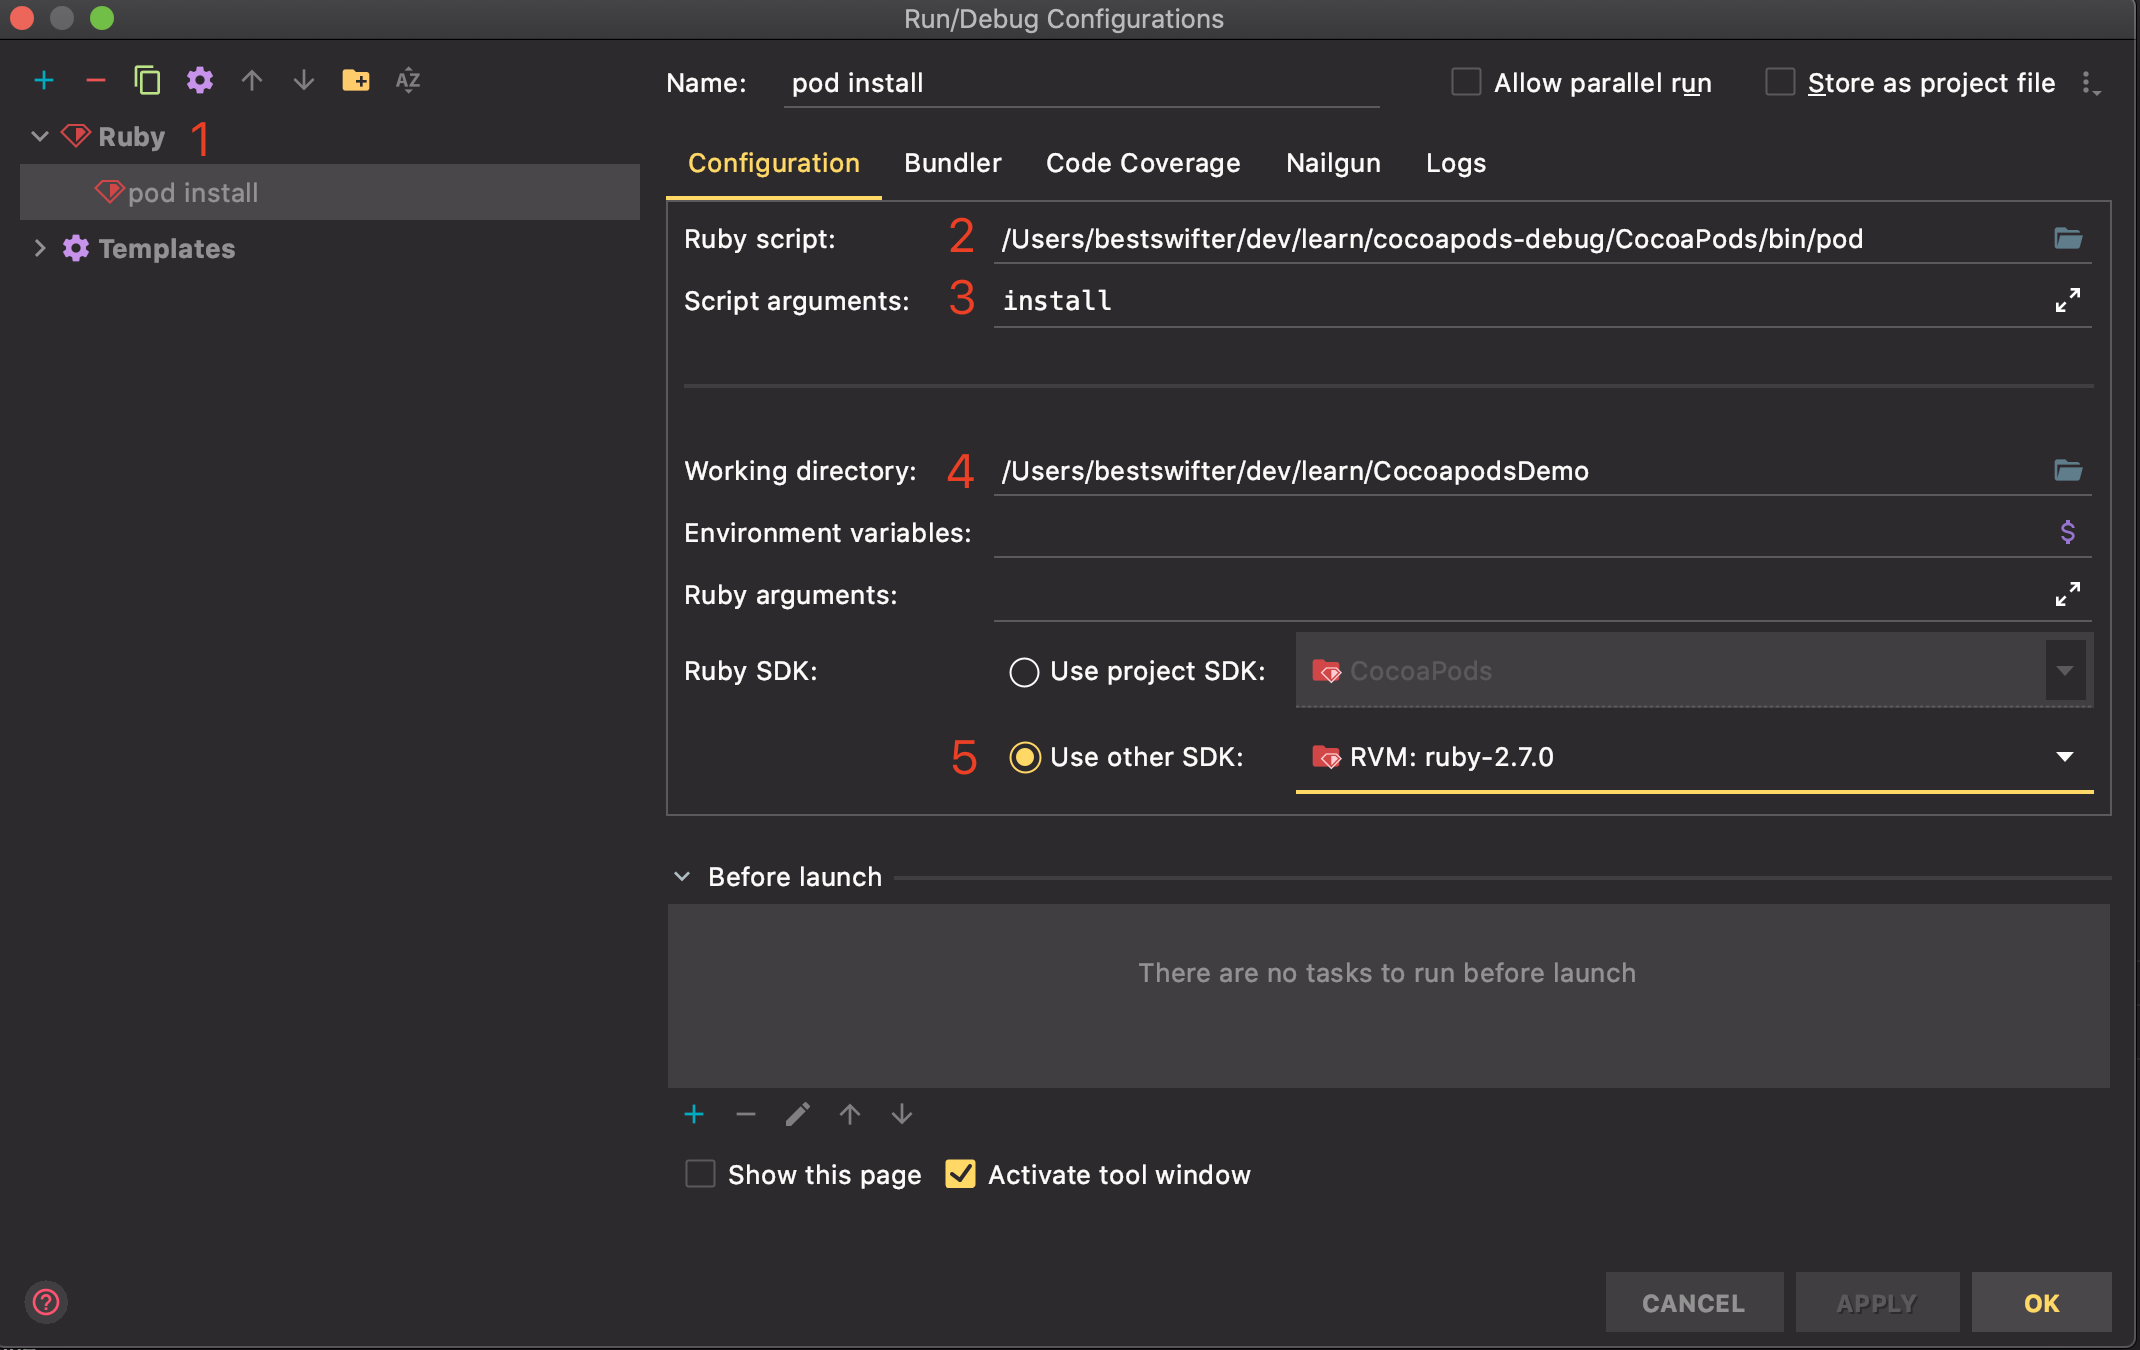 Run/Debug Configurations
Name: pod install
Allow parallel run
Store as project file
Ruby 1
pod install
Templates
Configuration Bundler Code Coverage Nailgun Logs
Ruby script: 2 /Users/bestswifter/dev/learn/cocoapods-debug/CocoaPods/bin/pod
Script arguments: 3 install
Working directory: 4 /Users/bestswifter/dev/learn/CocoapodsDemo
Environment variables:
$
Ruby arguments:
Ruby SDK: Use project SDK: CocoaPods
5 Use other SDK: RVM: ruby-2.7.0
Before launch
There are no tasks to run before launch
Show this page Activate tool window
? CANCEL APPLY OK